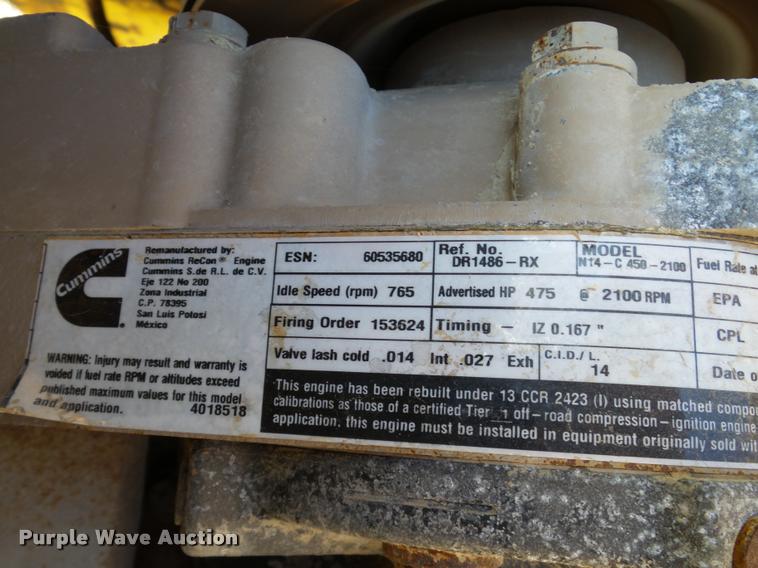 Cummins
Remanufactured by:
Cummins ReCon® Engine
Cummins S.de R.L. de C.V.
Eje 122 No 200
Zona Industrial
C.P. 78395
San Luis Potosi
México
WARNING: Injury may result and warranty is
voided if fuel rate RPM or altitudes exceed
published maximum values for this model
and application. 4018518
ESN: 60535680
Ref. No.
DR1486-RX
MODEL
N14-C 450-2100
Fuel Rate at
Idle Speed (rpm) 765
Advertised HP 475 @ 2100 RPM
EPA
Firing Order 153624
Timing - IZ 0.167 "
CPL
Valve lash cold .014 Int .027 Exh
C.I.D./L.
14
Date o
This engine has been rebuilt under 13 CCR 2423 (l) using matched compo
calibrations as those of a certified Tier 1 off-road compression-ignition engine
application, this engine must be installed in equipment originally sold wit
Purple Wave Auction